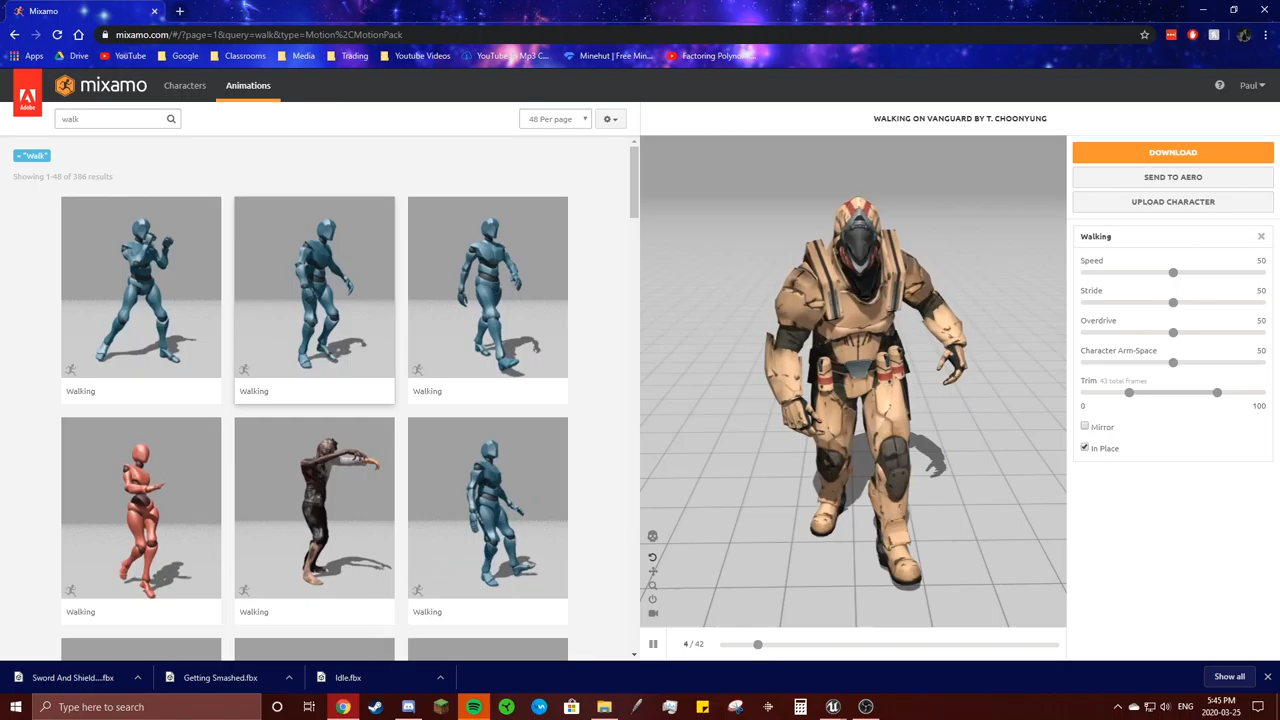 Mixamo
mixamo.com/#/?page=1&query=walk&type=Motion%2CMotionPack
Apps
Drive
YouTube
Google
Classrooms
Media
Youtube Videos
YouTube to Mp3 C...
Minehut | Free Min...
Factoring Polynom...
Adobe
mixamo
Characters
Animations
Paul
walk
48 Per page
WALKING ON VANGUARD BY T. CHOONYUNG
"Walk"
Showing 1-48 of 386 results
DOWNLOAD
SEND TO AERO
UPLOAD CHARACTER
Walking
Speed 50
Stride 50
Overdrive 50
Character Arm-Space 50
Trim 43 total frames
0 100
Mirror
In Place
Walking
Walking
Walking
Walking
Walking
Walking
4 / 42
Sword And Shield....fbx
Getting Smashed.fbx
Idle.fbx
Show all
Type here to search
ENG
5:45 PM
2020-03-25